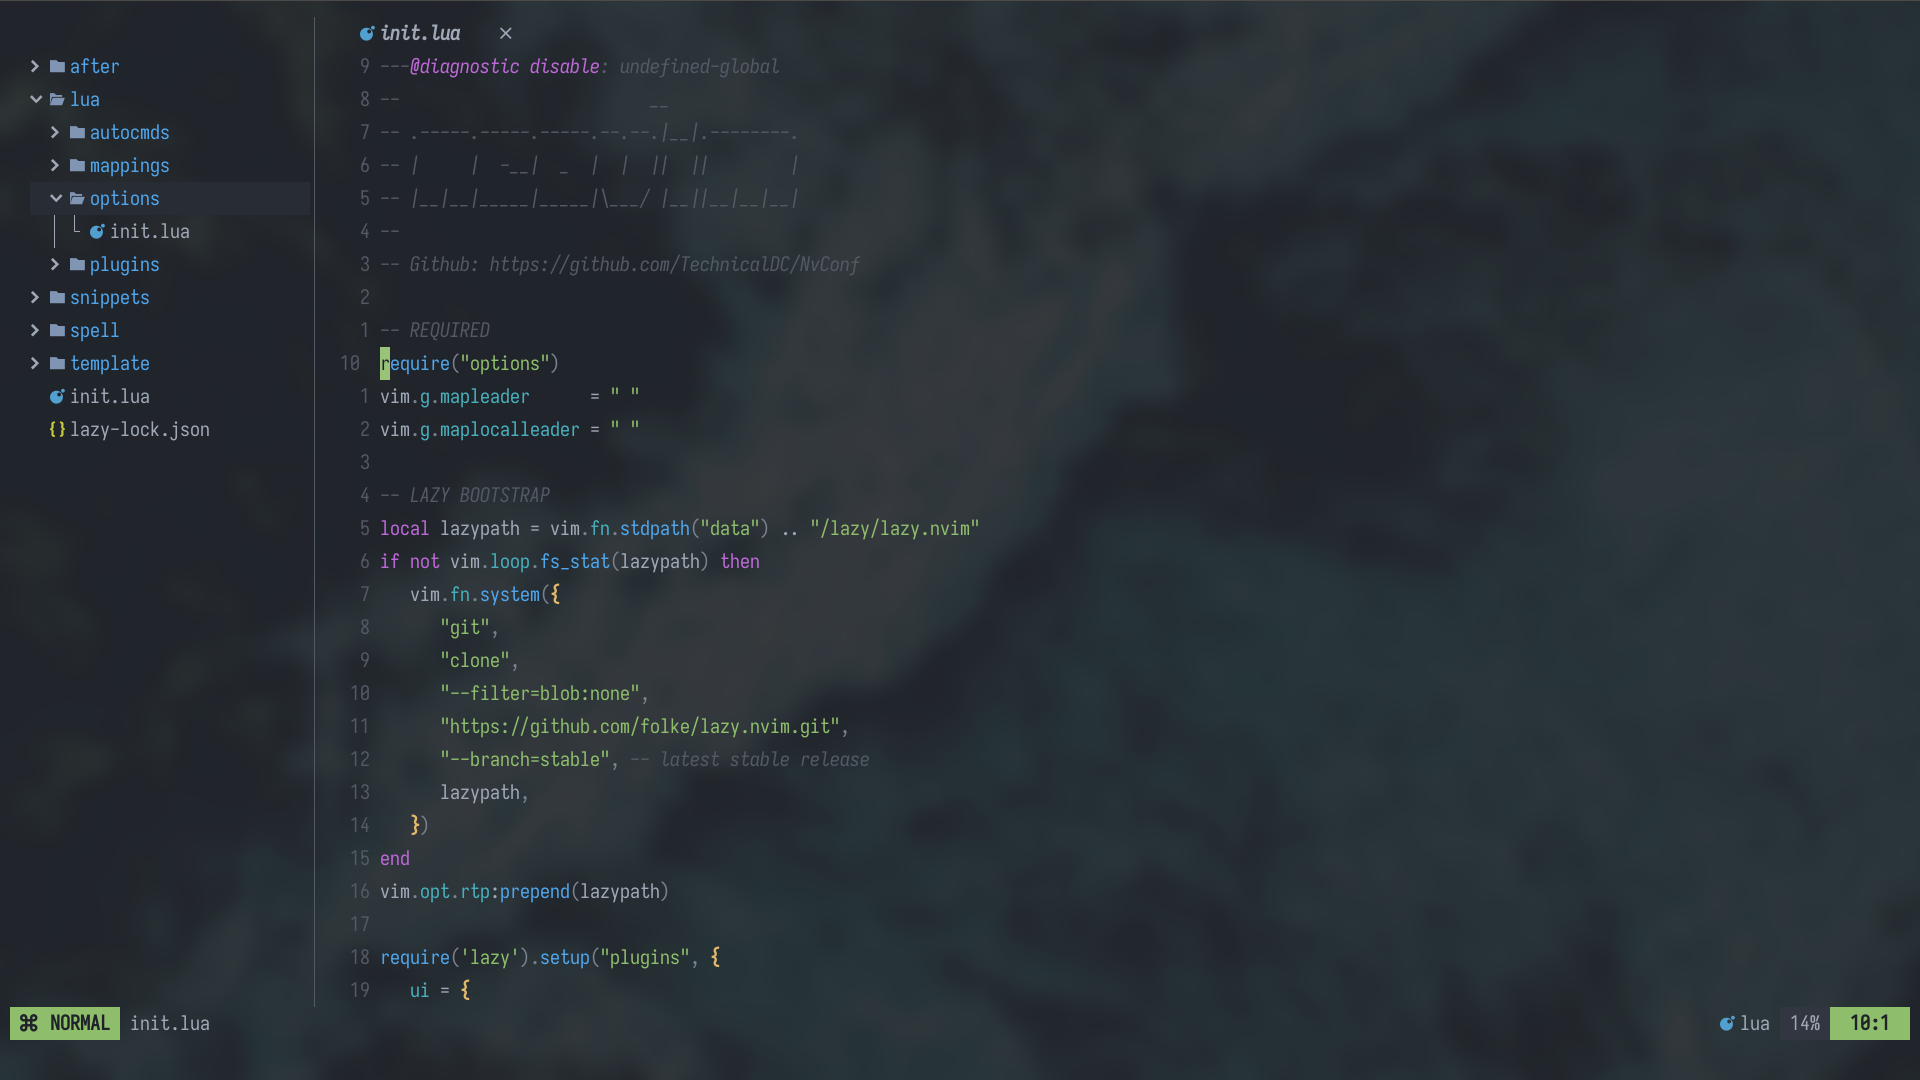 after
lua
autocmds
mappings
options
init.lua
plugins
snippets
spell
template
init.lua
{} lazy-lock.json
init.lua ×
9 ---@diagnostic disable: undefined-global
8 --                         __
7 -- .-----.-----.-----.--.--.|__|.--------.
6 -- |     |  -__|  _  |  |  ||  ||        |
5 -- |__|__|_____|_____|\___/ |__||__|__|__|
4 --
3 -- Github: https://github.com/TechnicalDC/NvConf
2
1 -- REQUIRED
10 require("options")
1 vim.g.mapleader      = " "
2 vim.g.maplocalleader = " "
3
4 -- LAZY BOOTSTRAP
5 local lazypath = vim.fn.stdpath("data") .. "/lazy/lazy.nvim"
6 if not vim.loop.fs_stat(lazypath) then
7    vim.fn.system({
8       "git",
9       "clone",
10       "--filter=blob:none",
11       "https://github.com/folke/lazy.nvim.git",
12       "--branch=stable", -- latest stable release
13       lazypath,
14    })
15 end
16 vim.opt.rtp:prepend(lazypath)
17
18 require('lazy').setup("plugins", {
19    ui = {
⌘ NORMAL init.lua lua 14% 10:1